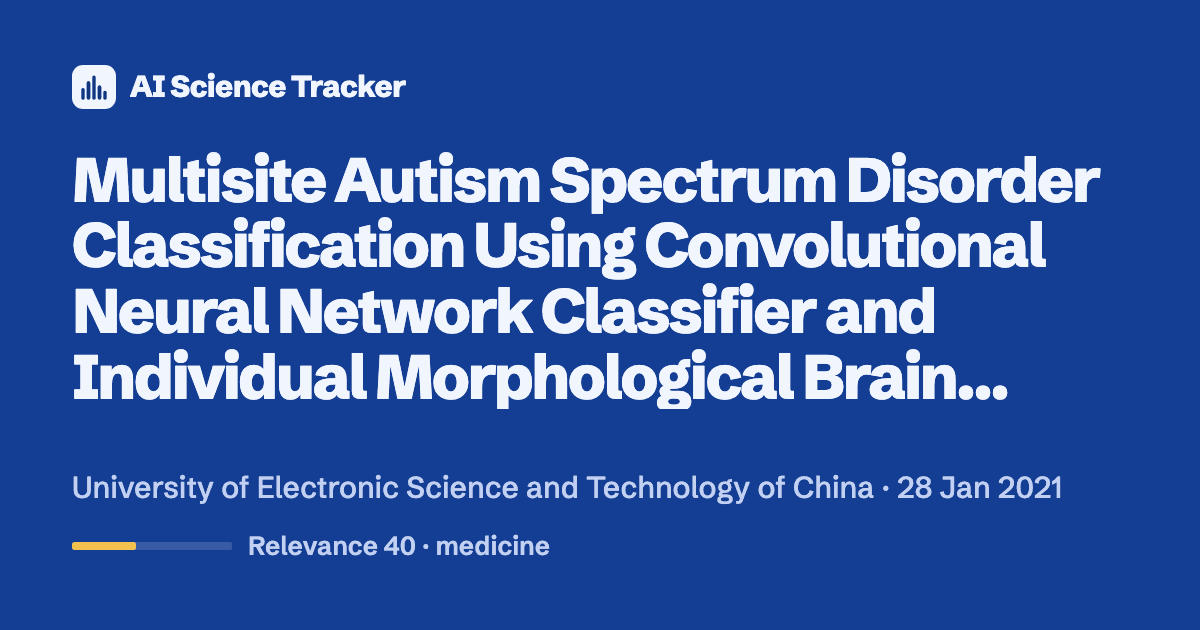 AI Science Tracker
Multisite Autism Spectrum Disorder
Classification Using Convolutional
Neural Network Classifier and
Individual Morphological Brain...
University of Electronic Science and Technology of China · 28 Jan 2021
Relevance 40 · medicine